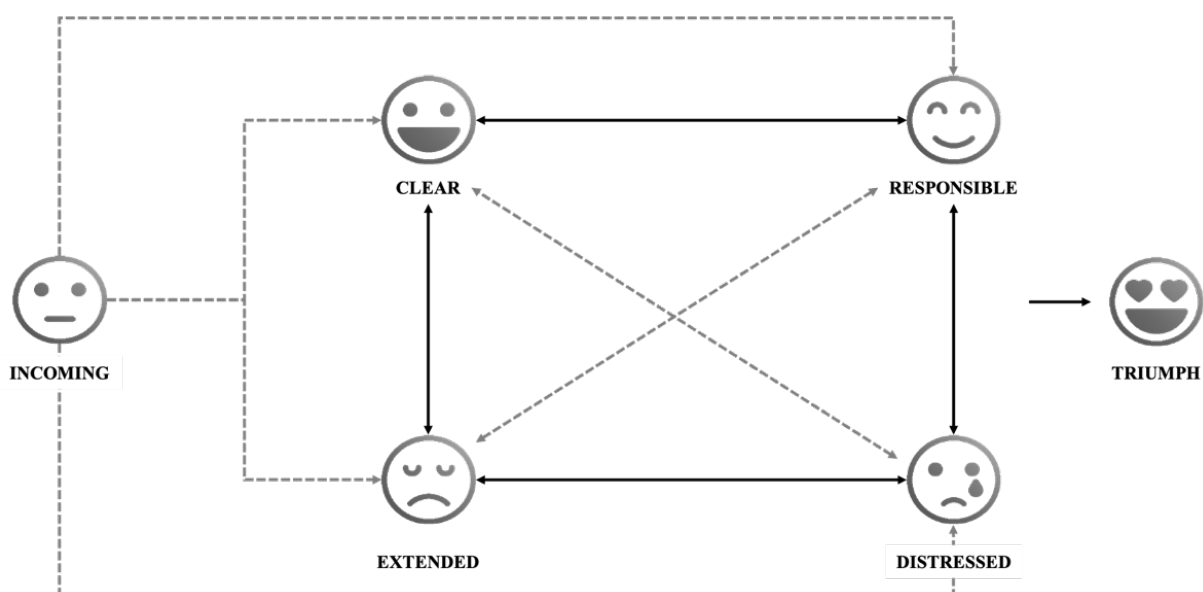 CLEAR
RESPONSIBLE
INCOMING
TRIUMPH
EXTENDED
DISTRESSED